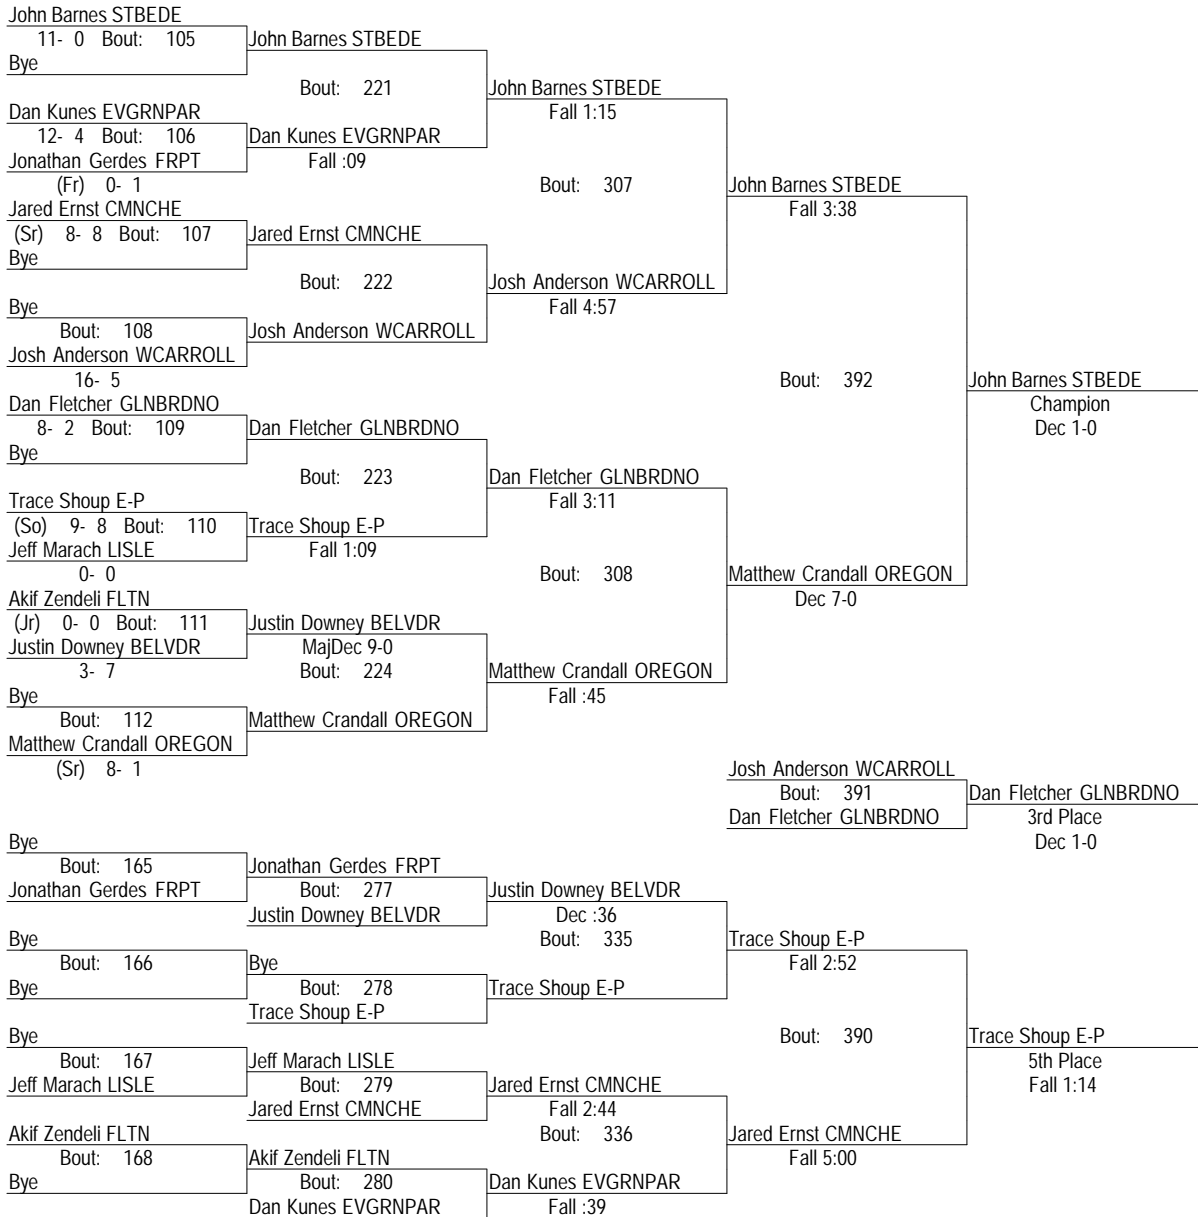 John Barnes STBEDE
11- 0 Bout: 105 John Barnes STBEDE
Bye
Bout: 221 John Barnes STBEDE
Dan Kunes EVGRNPAR Fall 1:15
12- 4 Bout: 106 Dan Kunes EVGRNPAR
Jonathan Gerdes FRPT Fall :09
(Fr) 0- 1 Bout: 307 John Barnes STBEDE
Jared Ernst CMNCHE Fall 3:38
(Sr) 8- 8 Bout: 107 Jared Ernst CMNCHE
Bye
Bout: 222 Josh Anderson WCARROLL
Bye Fall 4:57
Bout: 108 Josh Anderson WCARROLL
Josh Anderson WCARROLL
16- 5 Bout: 392 John Barnes STBEDE
Dan Fletcher GLNBRDNO Champion
8- 2 Bout: 109 Dan Fletcher GLNBRDNO Dec 1-0
Bye
Bout: 223 Dan Fletcher GLNBRDNO
Trace Shoup E-P Fall 3:11
(So) 9- 8 Bout: 110 Trace Shoup E-P
Jeff Marach LISLE Fall 1:09
0- 0 Bout: 308 Matthew Crandall OREGON
Akif Zendeli FLTN Dec 7-0
(Jr) 0- 0 Bout: 111 Justin Downey BELVDR
Justin Downey BELVDR MajDec 9-0
3- 7 Bout: 224 Matthew Crandall OREGON
Bye Fall :45
Bout: 112 Matthew Crandall OREGON
Matthew Crandall OREGON
(Sr) 8- 1 Josh Anderson WCARROLL
Bout: 391 Dan Fletcher GLNBRDNO
Dan Fletcher GLNBRDNO 3rd Place
Bye Dec 1-0
Bout: 165 Jonathan Gerdes FRPT
Jonathan Gerdes FRPT Bout: 277 Justin Downey BELVDR
Justin Downey BELVDR Dec :36
Bye Bout: 335 Trace Shoup E-P
Bout: 166 Bye Fall 2:52
Bye Bout: 278 Trace Shoup E-P
Trace Shoup E-P
Bye Bout: 390 Trace Shoup E-P
Bout: 167 Jeff Marach LISLE 5th Place
Jeff Marach LISLE Bout: 279 Jared Ernst CMNCHE Fall 1:14
Jared Ernst CMNCHE Fall 2:44
Akif Zendeli FLTN Bout: 336 Jared Ernst CMNCHE
Bout: 168 Akif Zendeli FLTN Fall 5:00
Bye Bout: 280 Dan Kunes EVGRNPAR
Dan Kunes EVGRNPAR Fall :39